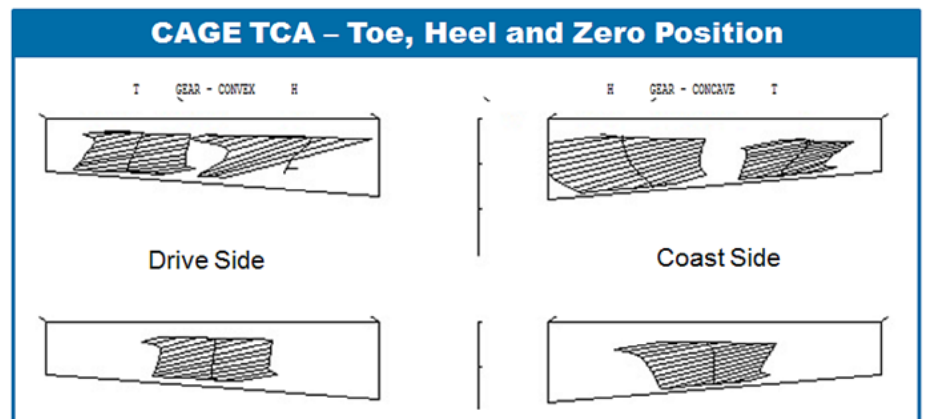 CAGE TCA – Toe, Heel and Zero Position
T GEAR - CONVEX H
H GEAR - CONCAVE T
Drive Side
Coast Side